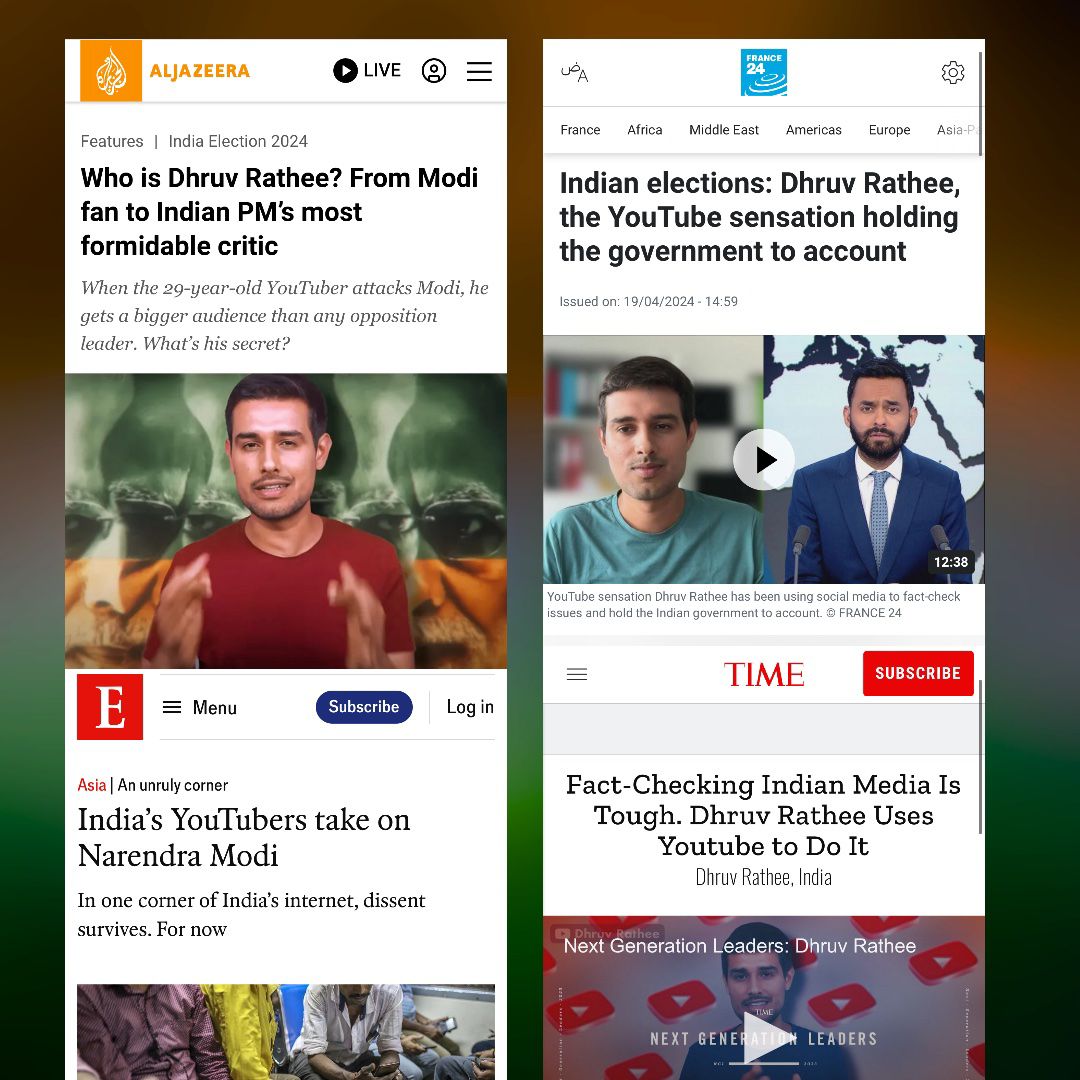 ALJAZEERA
LIVE
Features | India Election 2024
Who is Dhruv Rathee? From Modi
fan to Indian PM’s most
formidable critic
When the 29-year-old YouTuber attacks Modi, he
gets a bigger audience than any opposition
leader. What’s his secret?
E
Menu
Subscribe
Log in
Asia | An unruly corner
India’s YouTubers take on
Narendra Modi
In one corner of India’s internet, dissent
survives. For now
FRANCE
24
France
Africa
Middle East
Americas
Europe
Indian elections: Dhruv Rathee,
the YouTube sensation holding
the government to account
Issued on: 19/04/2024 - 14:59
12:38
YouTube sensation Dhruv Rathee has been using social media to fact-check
issues and hold the Indian government to account. © FRANCE 24
TIME
SUBSCRIBE
Fact-Checking Indian Media Is
Tough. Dhruv Rathee Uses
Youtube to Do It
Dhruv Rathee, India
Dhruv Rathee
Next Generation Leaders: Dhruv Rathee
TIME
NEXT GENERATION LEADERS